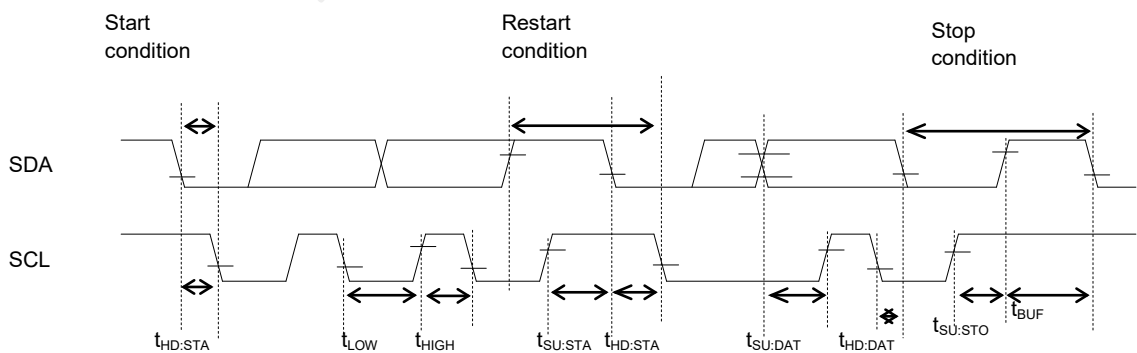 Start
condition
Restart
condition
Stop
condition
SDA
SCL
tHD:STA
tLOW
tHIGH
tSU:STA
tHD:STA
tSU:DAT
tHD:DAT
tSU:STO
tBUF